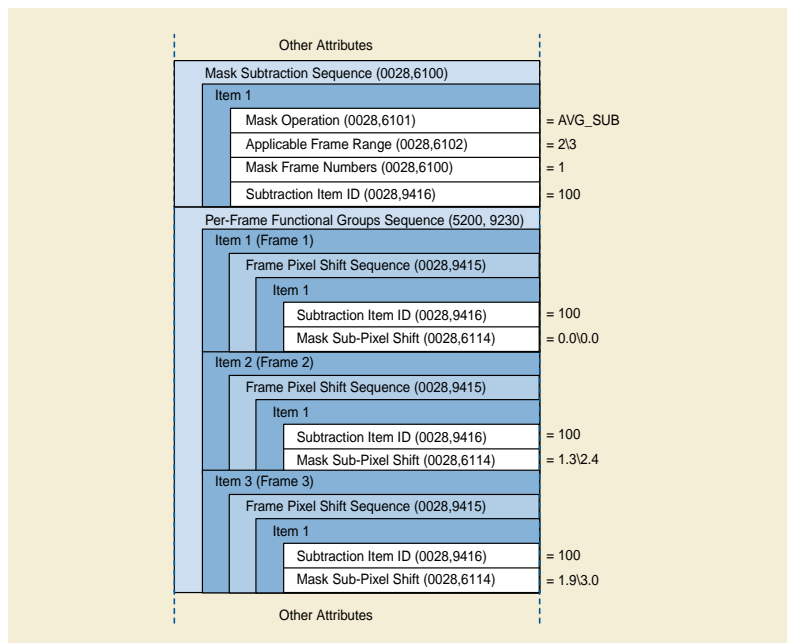 Other Attributes
Mask Subtraction Sequence (0028,6100)
Item 1
Mask Operation (0028,6101) = AVG_SUB
Applicable Frame Range (0028,6102) = 2\3
Mask Frame Numbers (0028,6100) = 1
Subtraction Item ID (0028,9416) = 100
Per-Frame Functional Groups Sequence (5200, 9230)
Item 1 (Frame 1)
Frame Pixel Shift Sequence (0028,9415)
Item 1
Subtraction Item ID (0028,9416) = 100
Mask Sub-Pixel Shift (0028,6114) = 0.0\0.0
Item 2 (Frame 2)
Frame Pixel Shift Sequence (0028,9415)
Item 1
Subtraction Item ID (0028,9416) = 100
Mask Sub-Pixel Shift (0028,6114) = 1.3\2.4
Item 3 (Frame 3)
Frame Pixel Shift Sequence (0028,9415)
Item 1
Subtraction Item ID (0028,9416) = 100
Mask Sub-Pixel Shift (0028,6114) = 1.9\3.0
Other Attributes